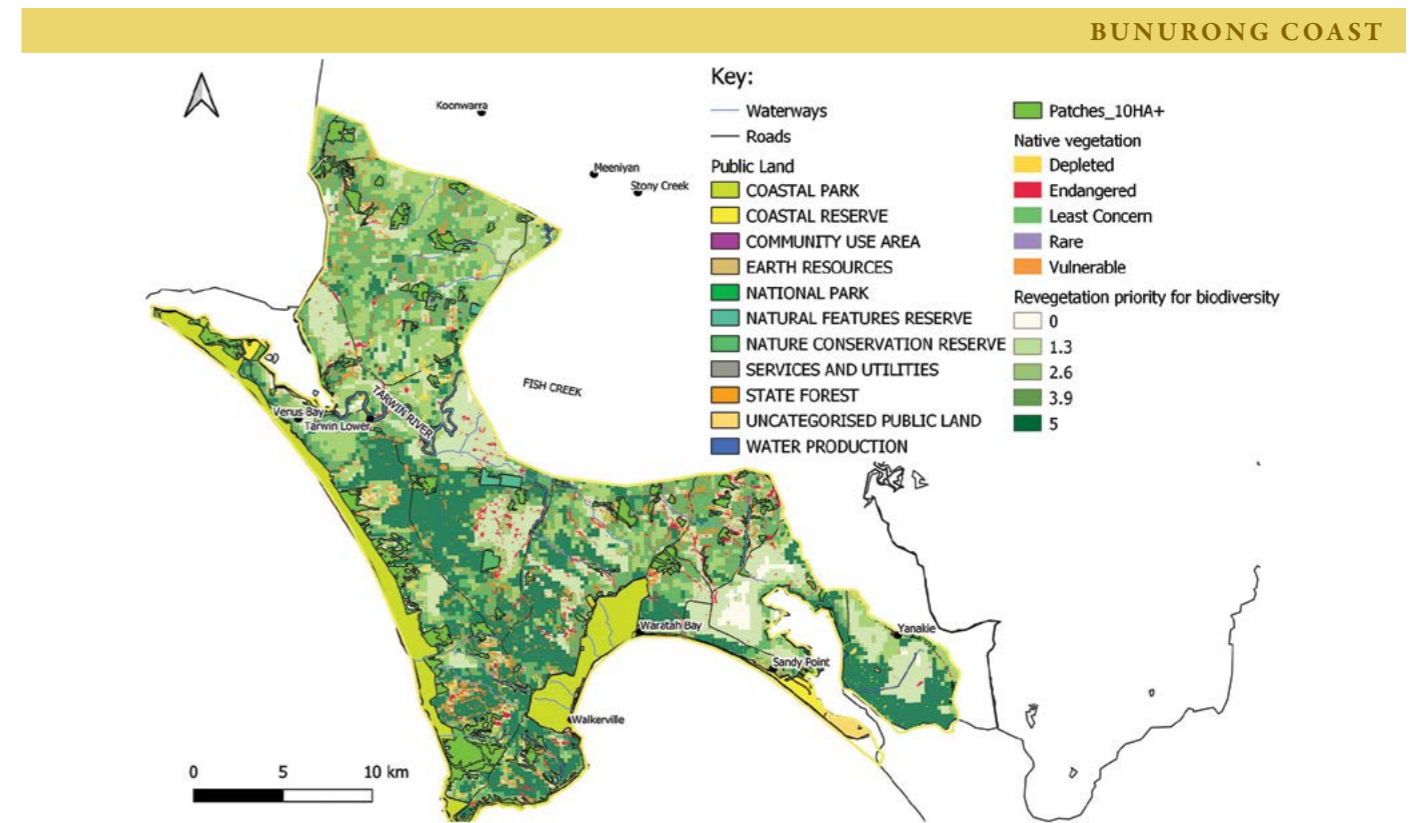 BUNURONG COAST
Key:
Waterways
Roads
Public Land
COASTAL PARK
COASTAL RESERVE
COMMUNITY USE AREA
EARTH RESOURCES
NATIONAL PARK
NATURAL FEATURES RESERVE
NATURE CONSERVATION RESERVE
SERVICES AND UTILITIES
STATE FOREST
UNCATEGORISED PUBLIC LAND
WATER PRODUCTION
Patches_10HA+
Native vegetation
Depleted
Endangered
Least Concern
Rare
Vulnerable
Revegetation priority for biodiversity
0
1.3
2.6
3.9
5
Koonwarra
Meeniyan
Stony Creek
FISH CREEK
Venus Bay
Tarwin Lower
TARWIN RIVER
Waratah Bay
Yanakie
Sandy Point
Walkerville
0 5 10 km